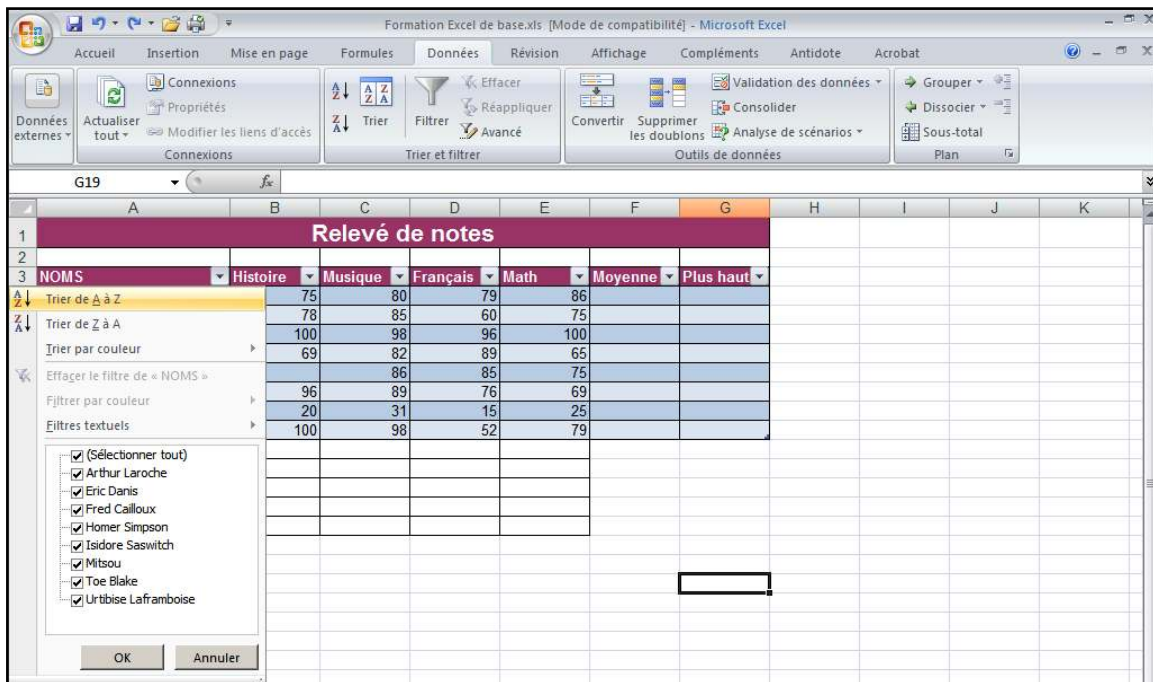 Formation Excel de base.xls [Mode de compatibilité] - Microsoft Excel
Accueil Insertion Mise en page Formules Données Révision Affichage Compléments Antidote Acrobat
Données externes
Actualiser tout
Connexions
Propriétés
Modifier les liens d'accès
Connexions
Trier
Filtrer
Effacer
Réappliquer
Avancé
Trier et filtrer
Convertir
Supprimer les doublons
Validation des données
Consolider
Analyse de scénarios
Outils de données
Grouper
Dissocier
Sous-total
Plan
G19 fx
A B C D E F G H I J K
1 Relevé de notes
2
3 NOMS Histoire Musique Français Math Moyenne Plus haut
75 80 79 86
78 85 60 75
100 98 96 100
69 82 89 65
86 85 75
96 89 76 69
20 31 15 25
100 98 52 79
Trier de A à Z
Trier de Z à A
Trier par couleur
Effacer le filtre de « NOMS »
Filtrer par couleur
Filtres textuels
(Sélectionner tout)
Arthur Laroche
Eric Danis
Fred Cailloux
Homer Simpson
Isidore Saswitch
Mitsou
Toe Blake
Urtibise Laframboise
OK Annuler